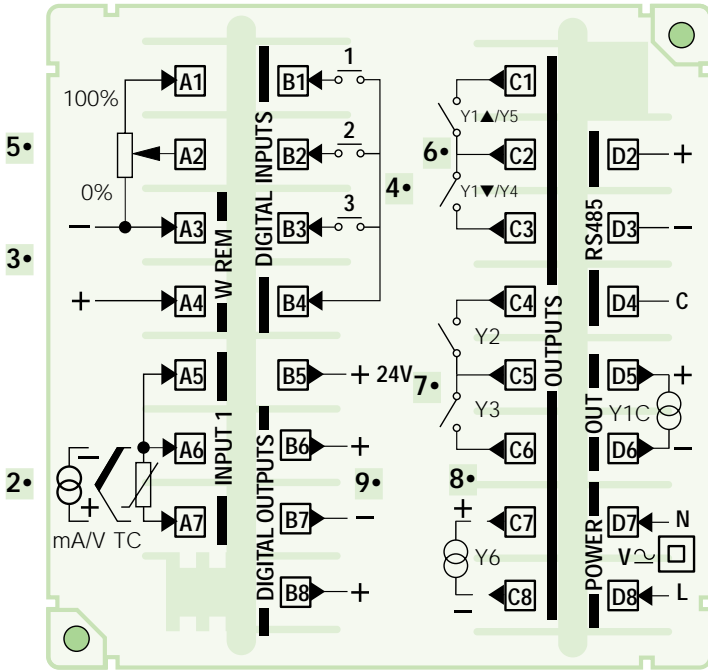 100%
0%
5•
3•
2•
−
+
−
+
mA/V TC
A1
A2
A3
A4
A5
A6
A7
W REM
INPUT 1
DIGITAL INPUTS
DIGITAL OUTPUTS
B1
B2
B3
B4
B5
B6
B7
B8
1
2
3
4•
+ 24V
+
−
+
9•
6•
7•
8•
Y1▲/Y5
Y1▼/Y4
Y2
Y3
+
Y6
−
C1
C2
C3
C4
C5
C6
C7
C8
OUTPUTS
RS485
OUT
POWER
D2
D3
D4
D5
D6
D7
D8
+
−
C
+
Y1C
−
N
V≃
L